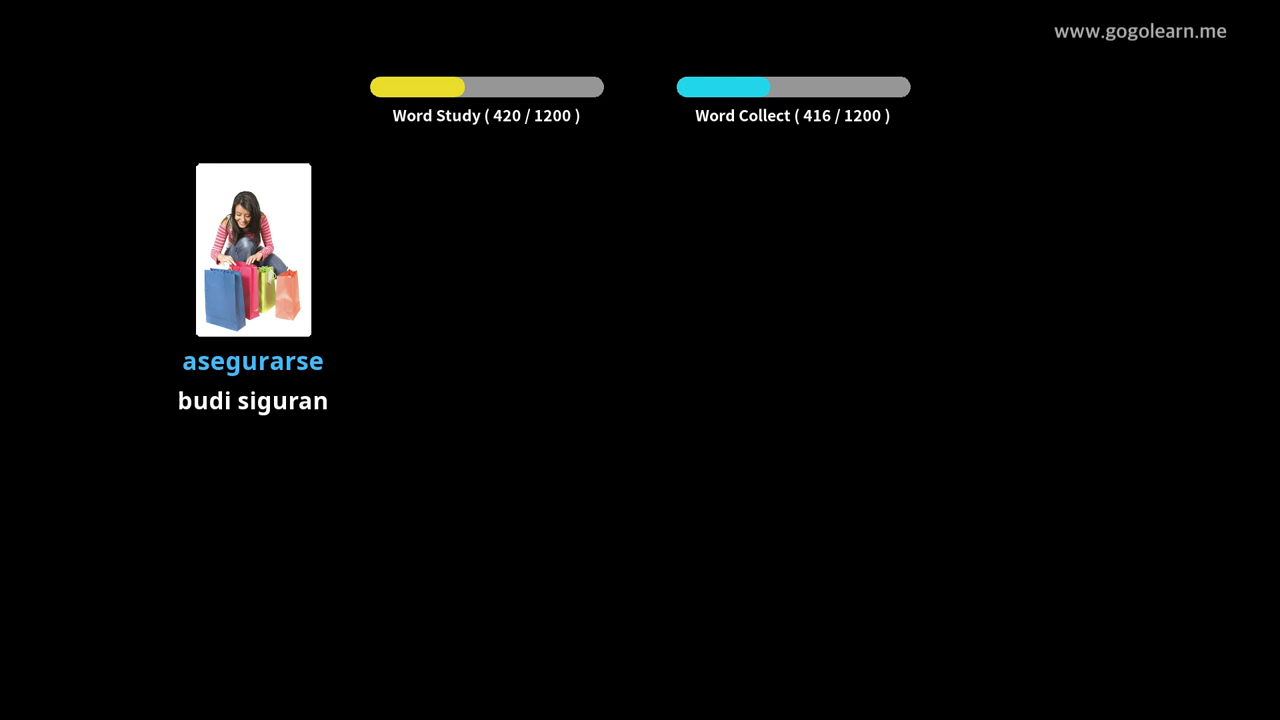 www.gogolearn.me
Word Study ( 420 / 1200 )
Word Collect ( 416 / 1200 )
asegurarse
budi siguran